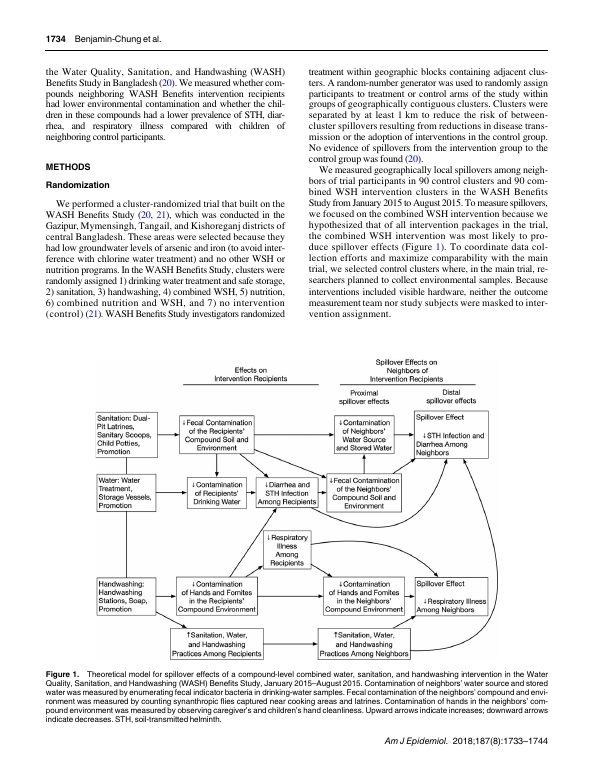 1734 Benjamin-Chung et al.
the Water Quality, Sanitation, and Handwashing (WASH)
Benefits Study in Bangladesh (20). We measured whether com-
pounds neighboring WASH Benefits intervention recipients
had lower environmental contamination and whether the chil-
dren in these compounds had a lower prevalence of STH, diar-
rhea, and respiratory illness compared with children of
neighboring control participants.
METHODS
Randomization
We performed a cluster-randomized trial that built on the
WASH Benefits Study (20, 21), which was conducted in the
Gazipur, Mymensingh, Tangail, and Kishoreganj districts of
central Bangladesh. These areas were selected because they
had low groundwater levels of arsenic and iron (to avoid inter-
ference with chlorine water treatment) and no other WSH or
nutrition programs. In the WASH Benefits Study, clusters were
randomly assigned 1) drinking water treatment and safe storage,
2) sanitation, 3) handwashing, 4) combined WSH, 5) nutrition,
6) combined nutrition and WSH, and 7) no intervention
(control) (21). WASH Benefits Study investigators randomized
treatment within geographic blocks containing adjacent clus-
ters. A random-number generator was used to randomly assign
participants to treatment or control arms of the study within
groups of geographically contiguous clusters. Clusters were
separated by at least 1 km to reduce the risk of between-
cluster spillovers resulting from reductions in disease trans-
mission or the adoption of interventions in the control group.
No evidence of spillovers from the intervention group to the
control group was found (20).
We measured geographically local spillovers among neigh-
bors of trial participants in 90 control clusters and 90 com-
bined WSH intervention clusters in the WASH Benefits
Study from January 2015 to August 2015. To measure spillovers,
we focused on the combined WSH intervention because we
hypothesized that of all intervention packages in the trial,
the combined WSH intervention was most likely to pro-
duce spillover effects (Figure 1). To coordinate data col-
lection efforts and maximize comparability with the main
trial, we selected control clusters where, in the main trial, re-
searchers planned to collect environmental samples. Because
interventions included visible hardware, neither the outcome
measurement team nor study subjects were masked to inter-
vention assignment.
Effects on
Intervention Recipients
Spillover Effects on
Neighbors of
Intervention Recipients
Proximal
spillover effects
Distal
spillover effects
Sanitation: Dual-
Pit Latrines,
Sanitary Scoops,
Child Potties,
Promotion
↓Fecal Contamination
of the Recipients'
Compound Soil and
Environment
↓Contamination
of Neighbors'
Water Source
and Stored Water
Spillover Effect
↓STH Infection and
Diarrhea Among
Neighbors
Water: Water
Treatment,
Storage Vessels,
Promotion
↓Contamination
of Recipients'
Drinking Water
↓Diarrhea and
STH Infection
Among Recipients
↓Fecal Contamination
of the Neighbors'
Compound Soil and
Environment
↓Respiratory
Illness
Among
Recipients
Handwashing:
Handwashing
Stations, Soap,
Promotion
↓Contamination
of Hands and Fomites
in the Recipients'
Compound Environment
↓Contamination
of Hands and Fomites
in the Neighbors'
Compound Environment
Spillover Effect
↓Respiratory Illness
Among Neighbors
↑Sanitation, Water,
and Handwashing
Practices Among Recipients
↑Sanitation, Water,
and Handwashing
Practices Among Neighbors
Figure 1. Theoretical model for spillover effects of a compound-level combined water, sanitation, and handwashing intervention in the Water
Quality, Sanitation, and Handwashing (WASH) Benefits Study, January 2015–August 2015. Contamination of neighbors' water source and stored
water was measured by enumerating fecal indicator bacteria in drinking-water samples. Fecal contamination of the neighbors' compound and envi-
ronment was measured by counting synanthropic flies captured near cooking areas and latrines. Contamination of hands in the neighbors' com-
pound environment was measured by observing caregiver's and children's hand cleanliness. Upward arrows indicate increases; downward arrows
indicate decreases. STH, soil-transmitted helminth.
Am J Epidemiol. 2018;187(8):1733–1744